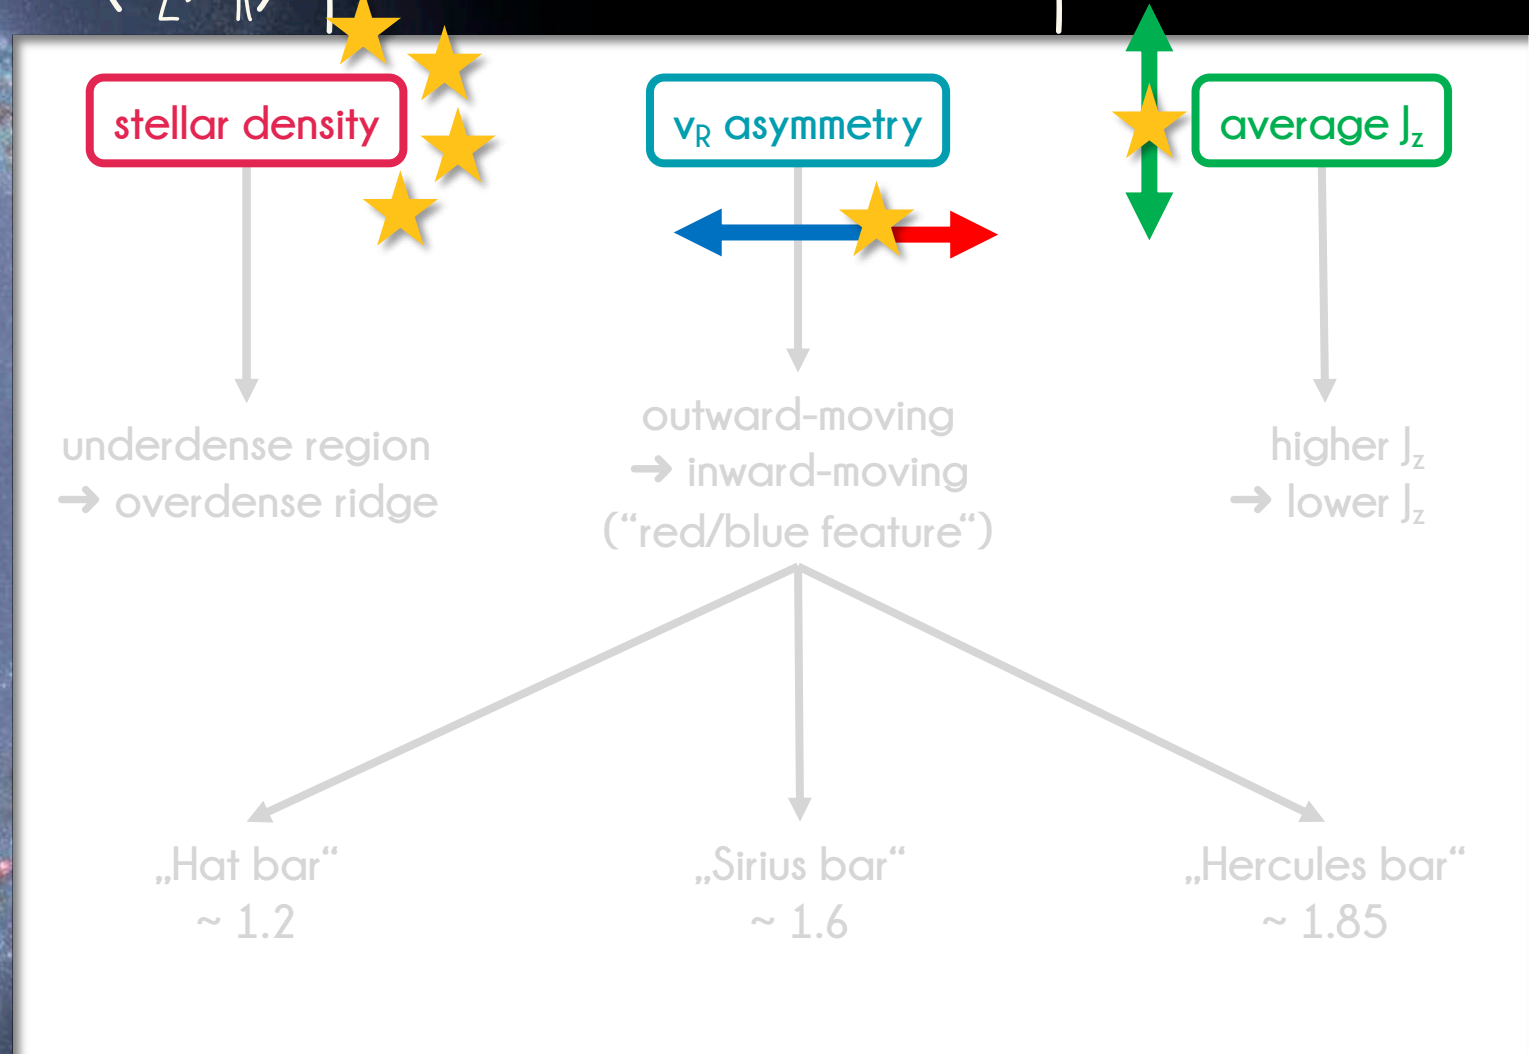 stellar density
v_R asymmetry
average J_z
underdense region
→ overdense ridge
outward-moving
→ inward-moving
(“red/blue feature“)
higher J_z
→ lower J_z
„Hat bar“
~ 1.2
„Sirius bar“
~ 1.6
„Hercules bar“
~ 1.85